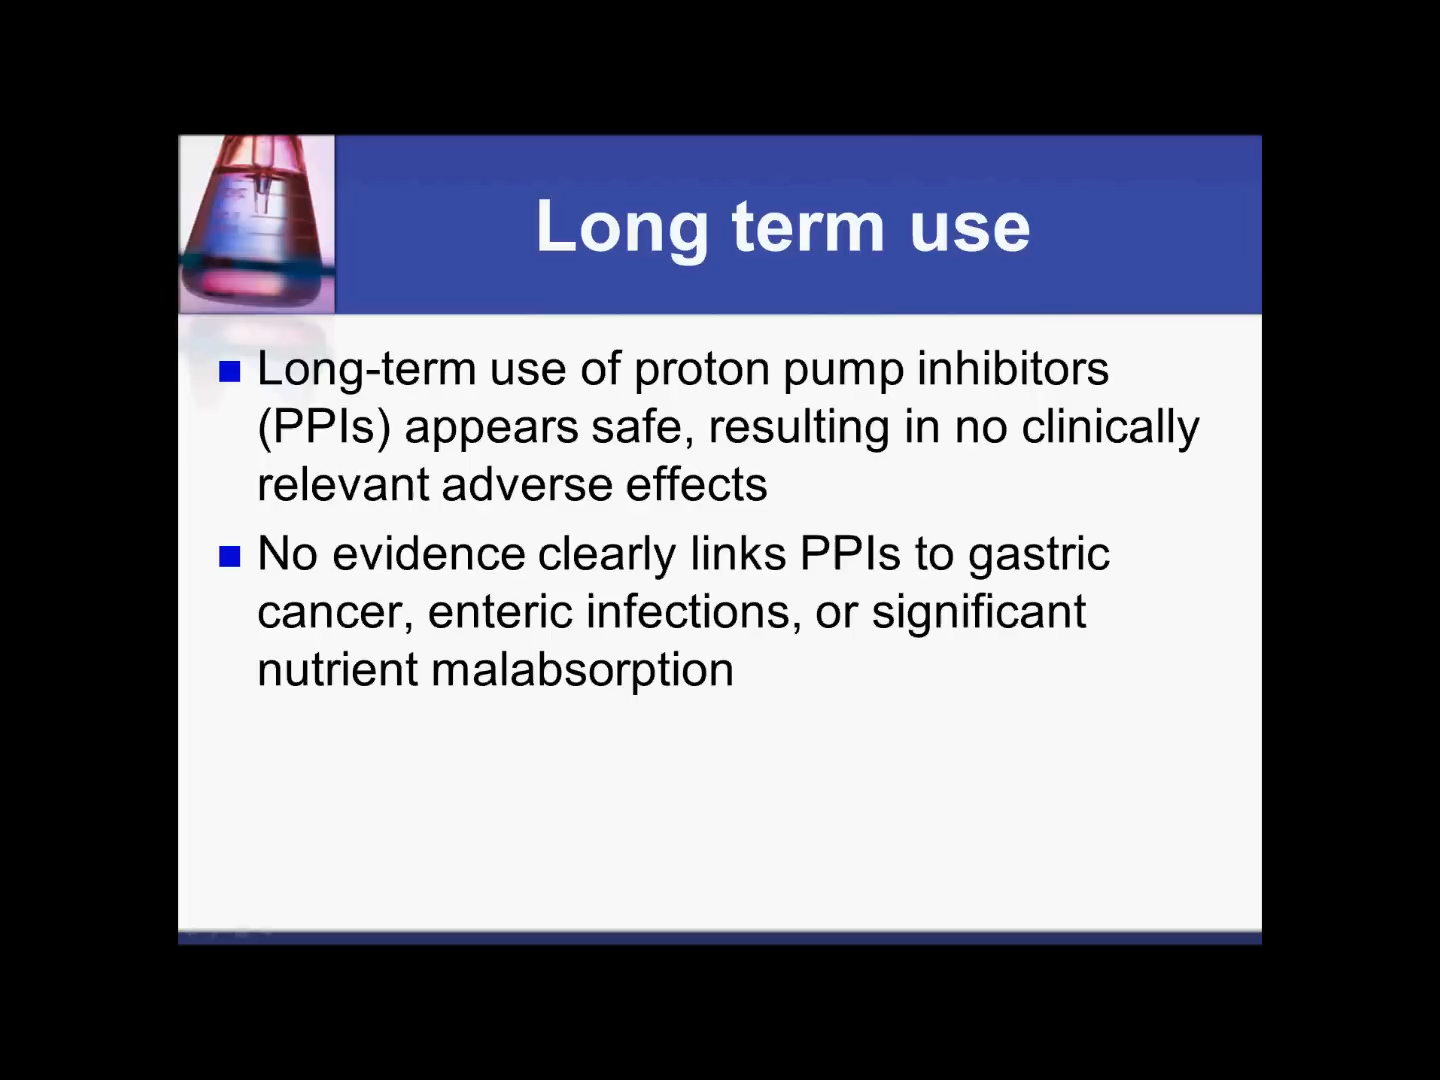 Long term use
Long-term use of proton pump inhibitors
(PPIs) appears safe, resulting in no clinically
relevant adverse effects
No evidence clearly links PPIs to gastric
cancer, enteric infections, or significant
nutrient malabsorption